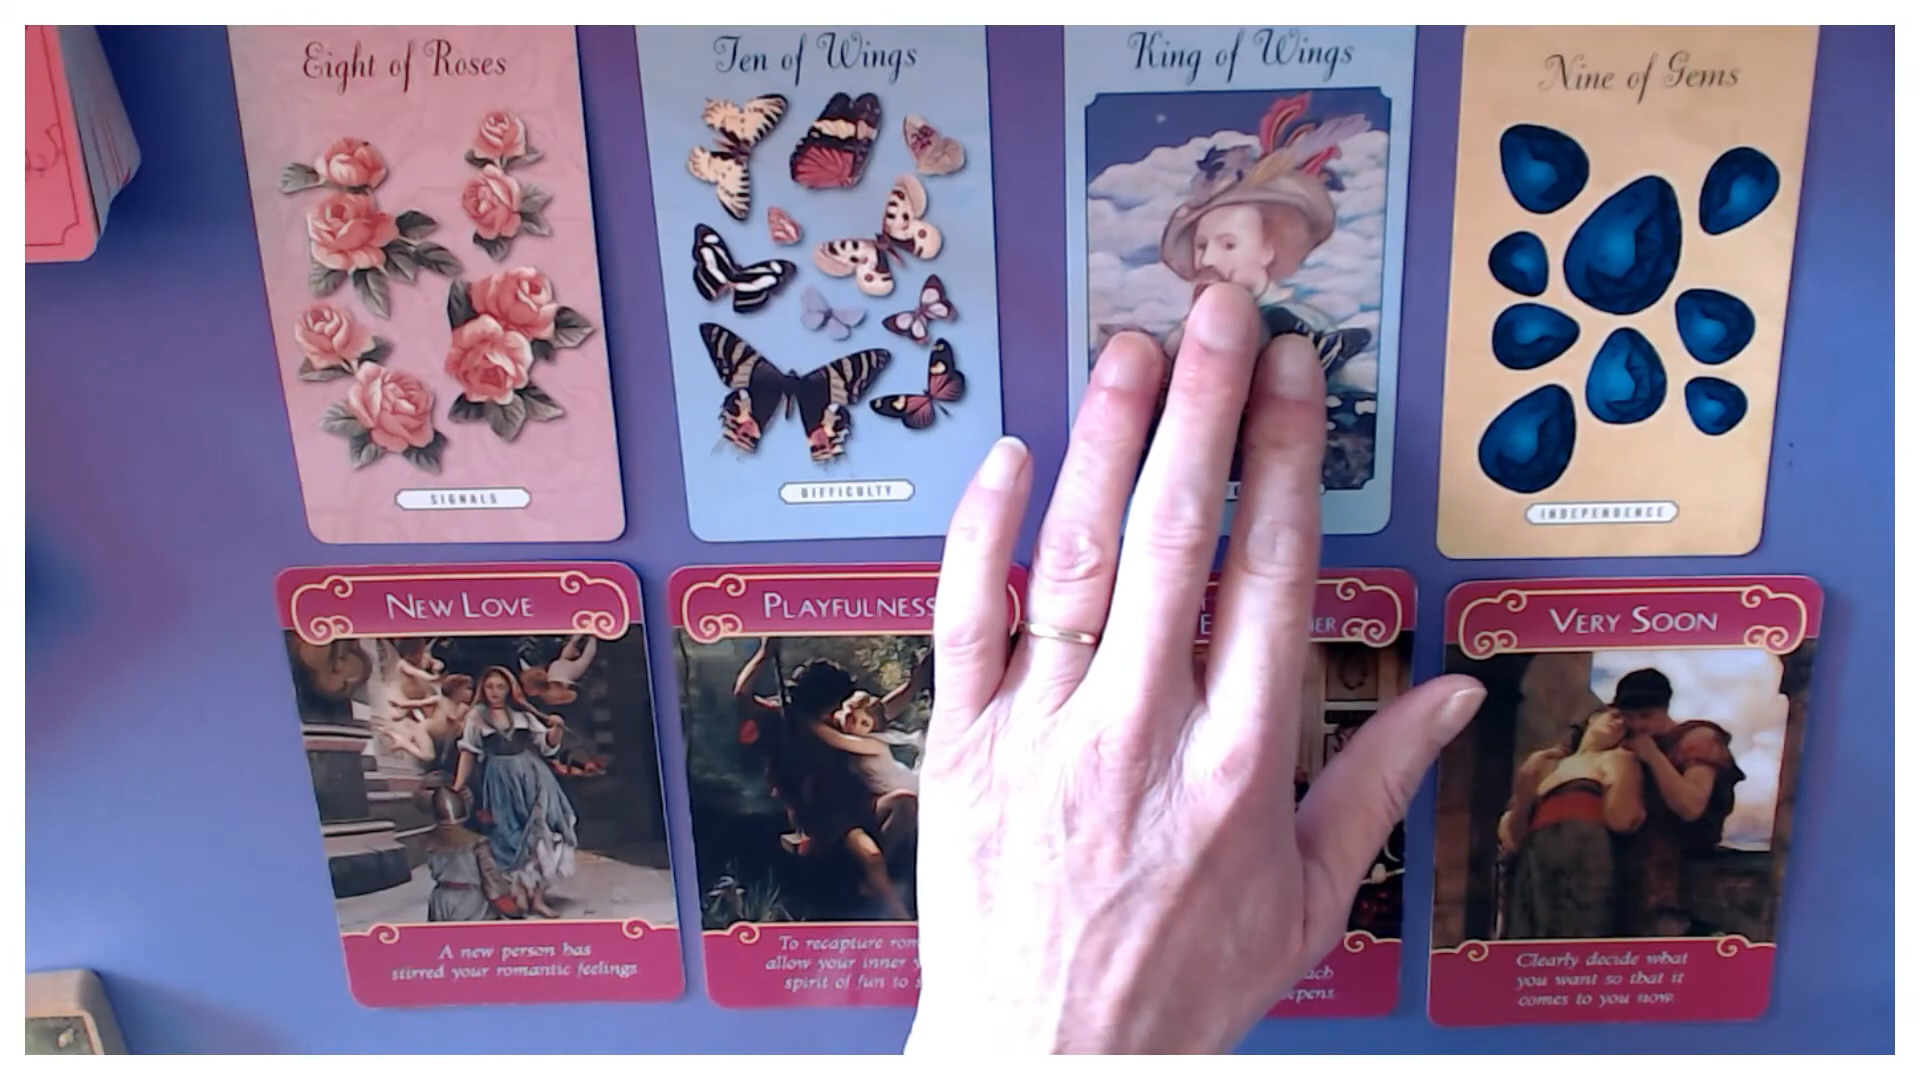 Eight of Roses
Ten of Wings
King of Wings
Nine of Gems
SIGNALS
DIFFICULTY
INDEPENDENCE
NEW LOVE
PLAYFULNESS
VERY SOON
A new person has
stirred your romantic feelings
To recapture
allow your inner
spirit of fun to
Clearly decide what
you want so that it
comes to you now.